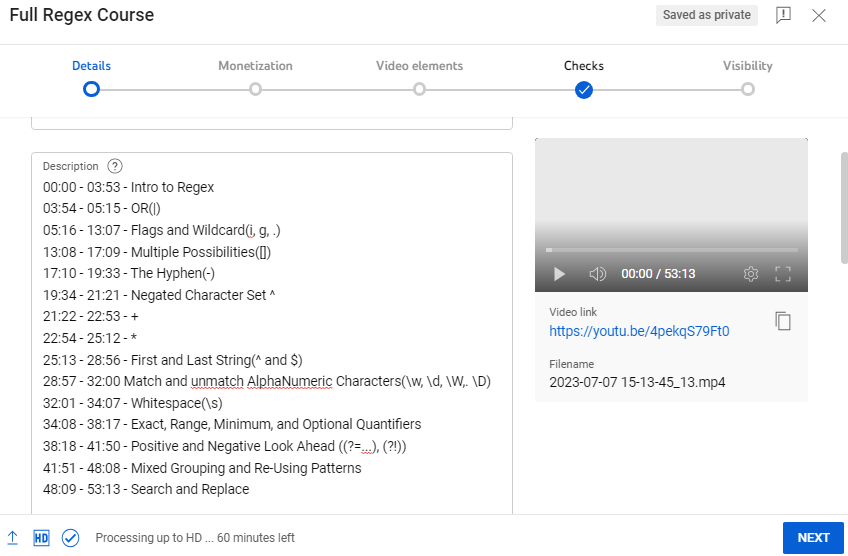 Full Regex Course
Saved as private
Details
Monetization
Video elements
Checks
Visibility
Description ?
00:00 - 03:53 - Intro to Regex
03:54 - 05:15 - OR(|)
05:16 - 13:07 - Flags and Wildcard(i, g, .)
13:08 - 17:09 - Multiple Possibilities([])
17:10 - 19:33 - The Hyphen(-)
19:34 - 21:21 - Negated Character Set ^
21:22 - 22:53 - +
22:54 - 25:12 - *
25:13 - 28:56 - First and Last String(^ and $)
28:57 - 32:00 Match and unmatch AlphaNumeric Characters(\w, \d, \W,. \D)
32:01 - 34:07 - Whitespace(\s)
34:08 - 38:17 - Exact, Range, Minimum, and Optional Quantifiers
38:18 - 41:50 - Positive and Negative Look Ahead ((?=...), (?!))
41:51 - 48:08 - Mixed Grouping and Re-Using Patterns
48:09 - 53:13 - Search and Replace
00:00 / 53:13
Video link
https://youtu.be/4pekqS79Ft0
Filename
2023-07-07 15-13-45_13.mp4
HD
Processing up to HD ... 60 minutes left
NEXT